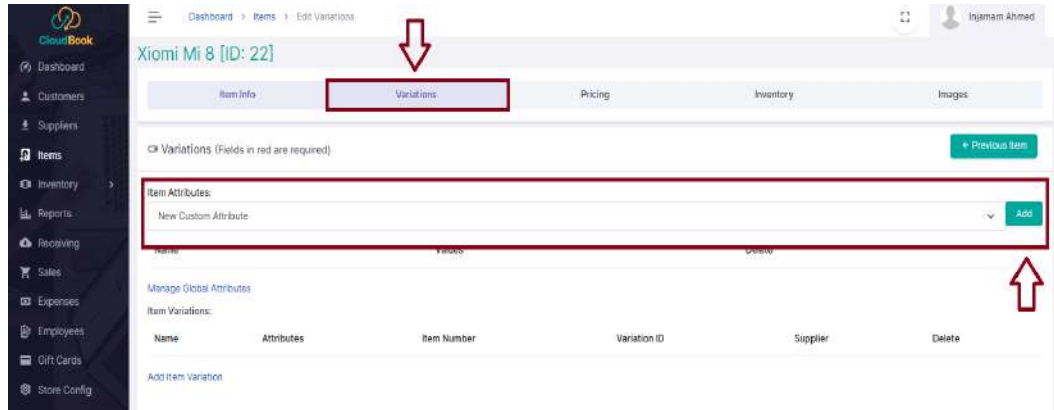 CloudBook
Dashboard
Customers
Suppliers
Items
Inventory >
Reports
Receiving
Sales
Expenses
Employees
Gift Cards
Store Config
Dashboard > Items > Edit Variations
Injamam Ahmed
Xiomi Mi 8 [ID: 22]
Item Info Variations Pricing Inventory Images
Variations (Fields in red are required)
← Previous Item
Item Attributes:
New Custom Attribute
Add
Name Values Delete
Manage Global Attributes
Item Variations:
Name Attributes Item Number Variation ID Supplier Delete
Add Item Variation